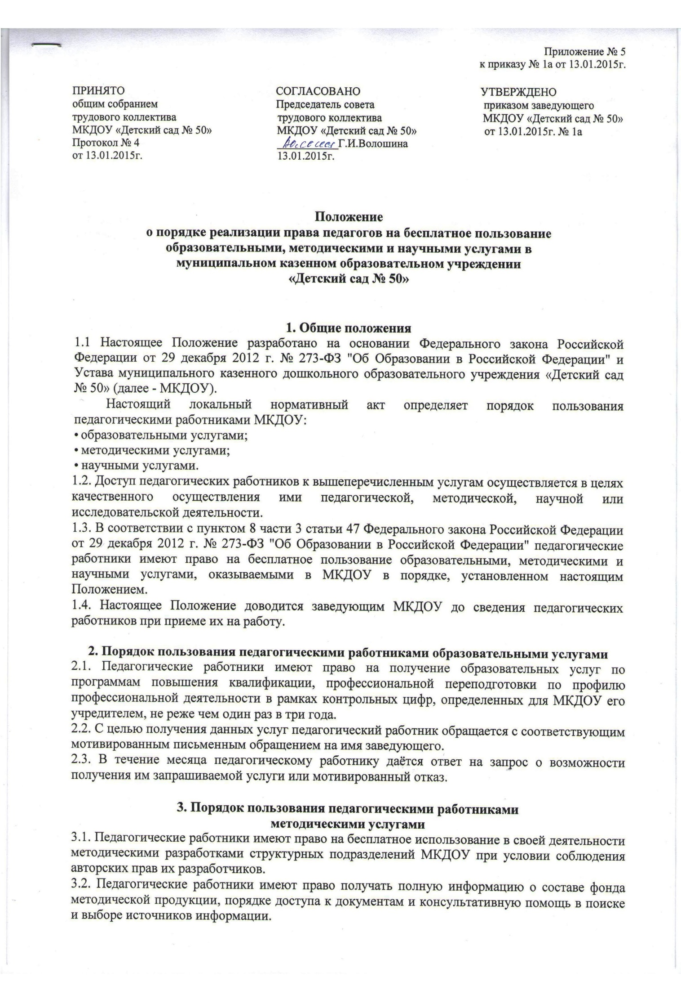 Приложение № 5
к приказу № 1а от 13.01.2015г.
ПРИНЯТО
общим собранием
трудового коллектива
МКДОУ «Детский сад № 50»
Протокол № 4
от 13.01.2015г.
СОГЛАСОВАНО
Председатель совета
трудового коллектива
МКДОУ «Детский сад № 50»
Г.И.Волошина
13.01.2015г.
УТВЕРЖДЕНО
приказом заведующего
МКДОУ «Детский сад № 50»
от 13.01.2015г. № 1а
Положение
о порядке реализации права педагогов на бесплатное пользование
образовательными, методическими и научными услугами в
муниципальном казенном образовательном учреждении
«Детский сад № 50»
1. Общие положения
1.1 Настоящее Положение разработано на основании Федерального закона Российской
Федерации от 29 декабря 2012 г. № 273-ФЗ "Об Образовании в Российской Федерации" и
Устава муниципального казенного дошкольного образовательного учреждения «Детский сад
№ 50» (далее - МКДОУ).
Настоящий локальный нормативный акт определяет порядок пользования
педагогическими работниками МКДОУ:
• образовательными услугами;
• методическими услугами;
• научными услугами.
1.2. Доступ педагогических работников к вышеперечисленным услугам осуществляется в целях
качественного осуществления ими педагогической, методической, научной или
исследовательской деятельности.
1.3. В соответствии с пунктом 8 части 3 статьи 47 Федерального закона Российской Федерации
от 29 декабря 2012 г. № 273-ФЗ "Об Образовании в Российской Федерации" педагогические
работники имеют право на бесплатное пользование образовательными, методическими и
научными услугами, оказываемыми в МКДОУ в порядке, установленном настоящим
Положением.
1.4. Настоящее Положение доводится заведующим МКДОУ до сведения педагогических
работников при приеме их на работу.
2. Порядок пользования педагогическими работниками образовательными услугами
2.1. Педагогические работники имеют право на получение образовательных услуг по
программам повышения квалификации, профессиональной переподготовки по профилю
профессиональной деятельности в рамках контрольных цифр, определенных для МКДОУ его
учредителем, не реже чем один раз в три года.
2.2. С целью получения данных услуг педагогический работник обращается с соответствующим
мотивированным письменным обращением на имя заведующего.
2.3. В течение месяца педагогическому работнику даётся ответ на запрос о возможности
получения им запрашиваемой услуги или мотивированный отказ.
3. Порядок пользования педагогическими работниками
методическими услугами
3.1. Педагогические работники имеют право на бесплатное использование в своей деятельности
методическими разработками структурных подразделений МКДОУ при условии соблюдения
авторских прав их разработчиков.
3.2. Педагогические работники имеют право получать полную информацию о составе фонда
методической продукции, порядке доступа к документам и консультативную помощь в поиске
и выборе источников информации.